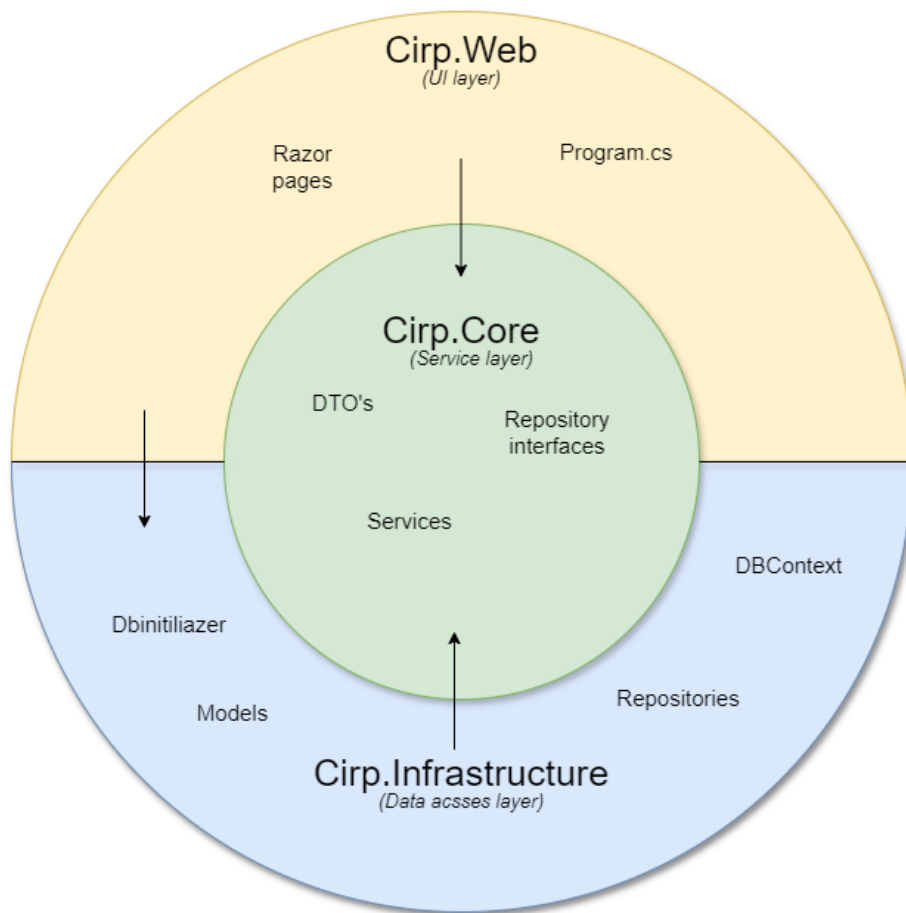 Cirp.Web
(UI layer)
Razor
pages
Program.cs
Cirp.Core
(Service layer)
DTO's
Repository
interfaces
Services
DBContext
Dbinitiliazer
Models
Repositories
Cirp.Infrastructure
(Data acsses layer)